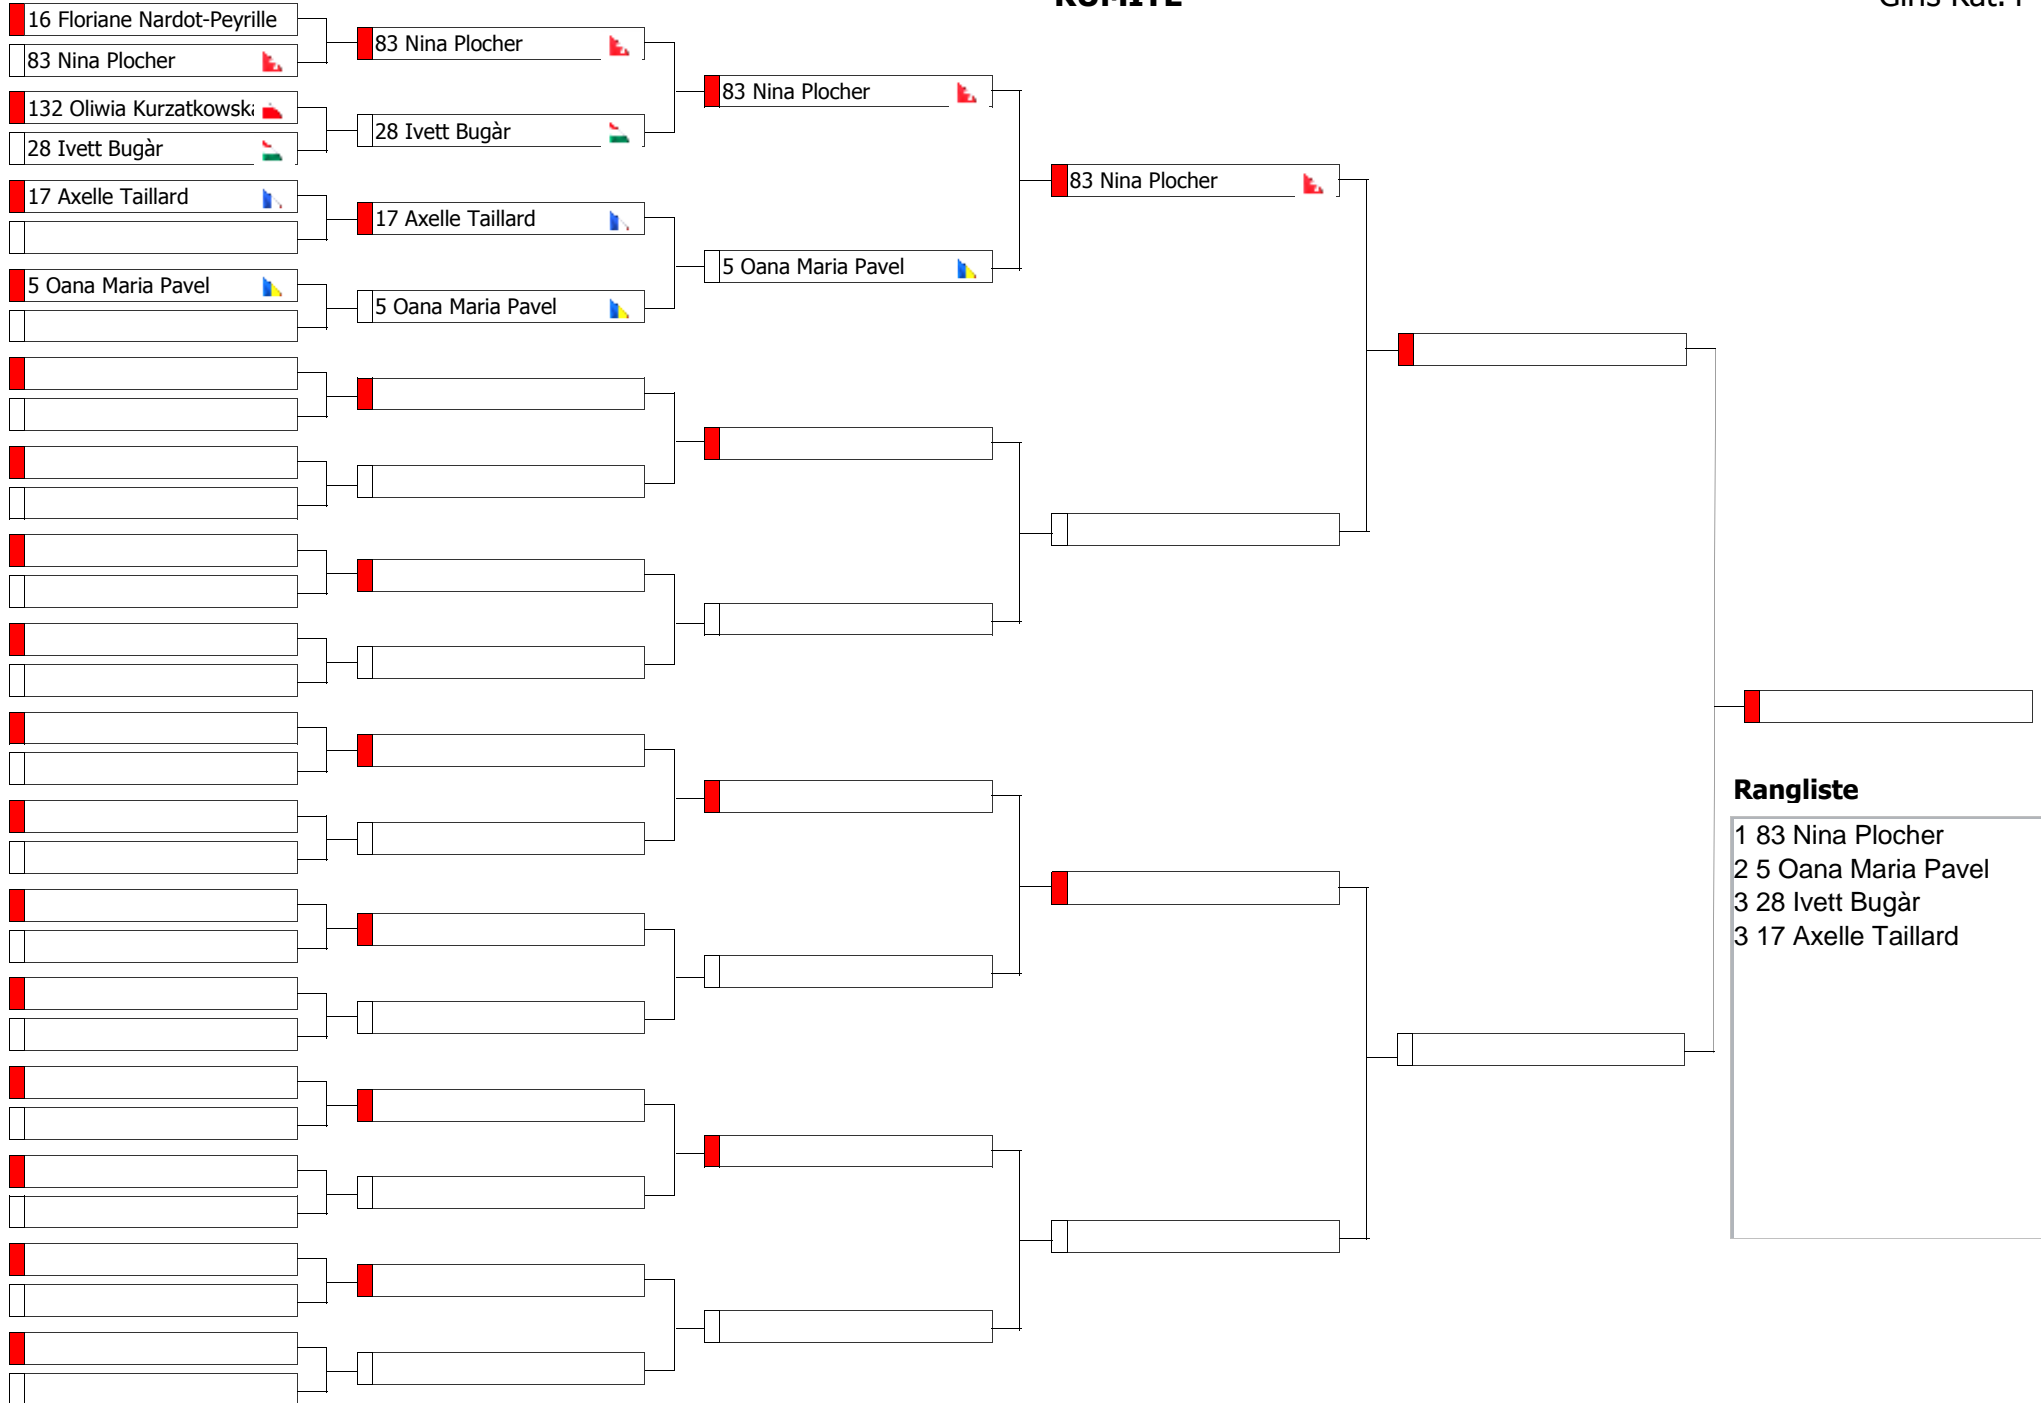 KUMITE
16 Floriane Nardot-Peyrille
83 Nina Plocher
132 Oliwia Kurzatkowska
28 Ivett Bugàr
17 Axelle Taillard
5 Oana Maria Pavel
83 Nina Plocher
28 Ivett Bugàr
17 Axelle Taillard
5 Oana Maria Pavel
83 Nina Plocher
5 Oana Maria Pavel
83 Nina Plocher
Rangliste
1 83 Nina Plocher
2 5 Oana Maria Pavel
3 28 Ivett Bugàr
3 17 Axelle Taillard